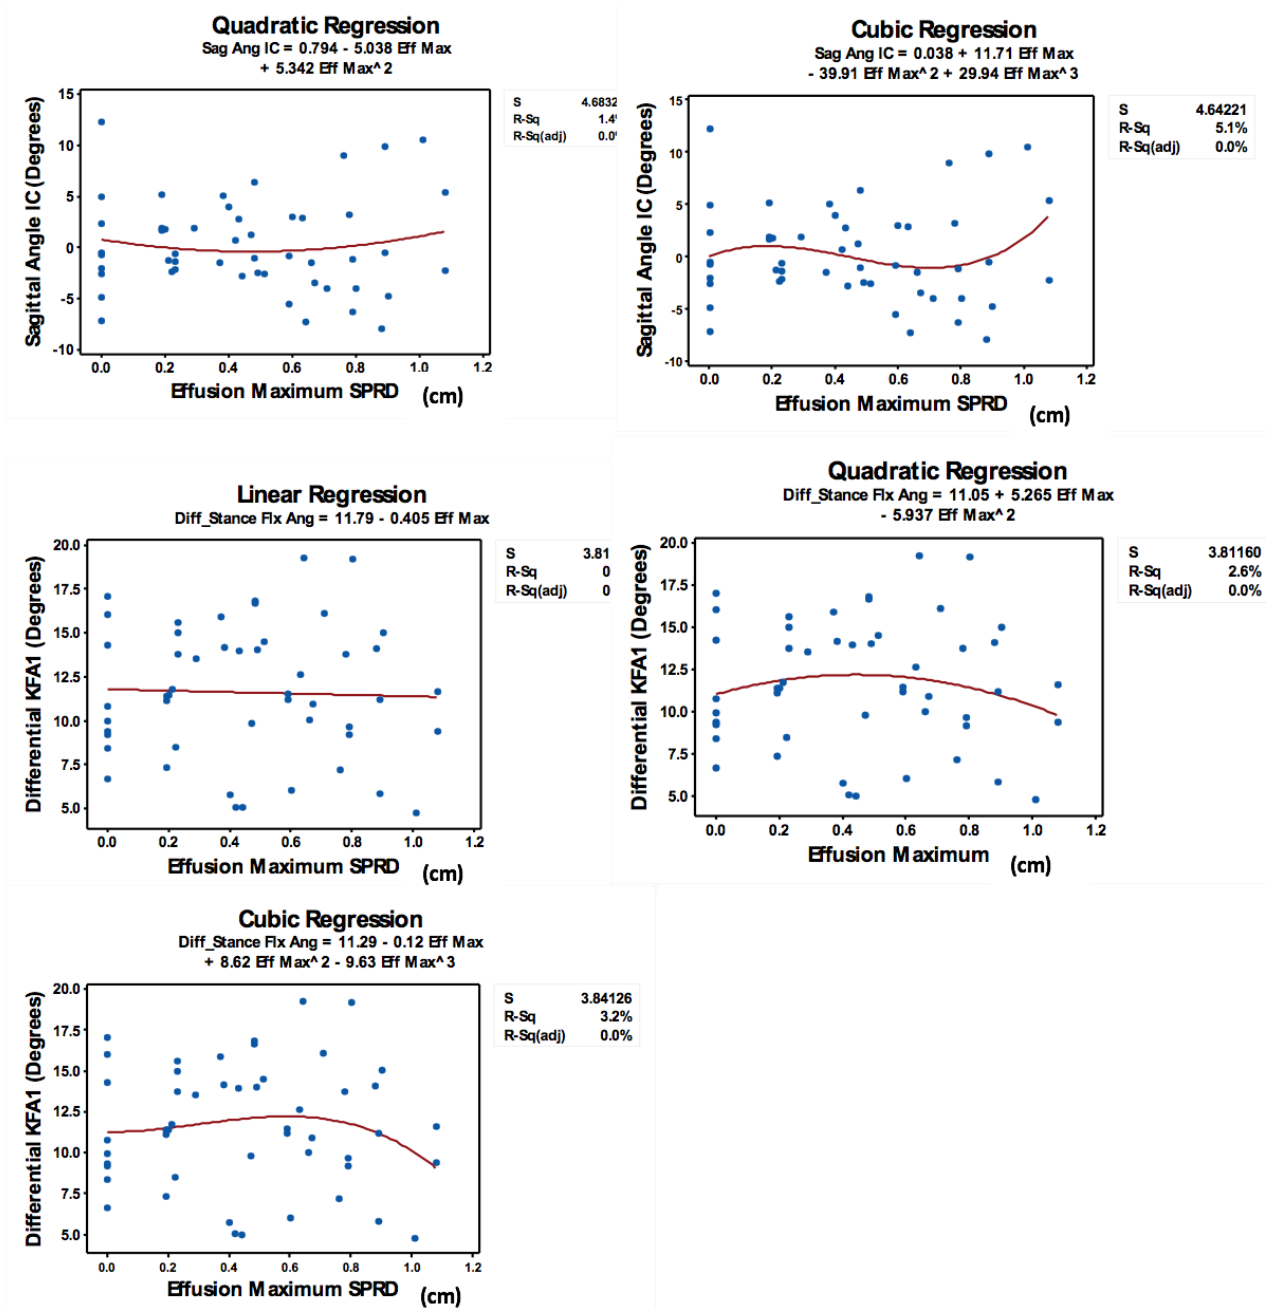 Quadratic Regression
Sag Ang IC = 0.794 - 5.038 Eff Max
+ 5.342 Eff Max^2
S 4.6832
R-Sq 1.4
R-Sq(adj) 0.0
Sagittal Angle IC (Degrees)
15
10
5
0
-5
-10
0.0 0.2 0.4 0.6 0.8 1.0 1.2
Effusion Maximum SPRD (cm)
Cubic Regression
Sag Ang IC = 0.038 + 11.71 Eff Max
- 39.91 Eff Max^2 + 29.94 Eff Max^3
S 4.64221
R-Sq 5.1%
R-Sq(adj) 0.0%
Sagittal Angle IC (Degrees)
15
10
5
0
-5
-10
0.0 0.2 0.4 0.6 0.8 1.0 1.2
Effusion Maximum SPRD (cm)
Linear Regression
Diff_Stance Flx Ang = 11.79 - 0.405 Eff Max
S 3.81
R-Sq 0
R-Sq(adj) 0
Differential KFA1 (Degrees)
20.0
17.5
15.0
12.5
10.0
7.5
5.0
0.0 0.2 0.4 0.6 0.8 1.0 1.2
Effusion Maximum SPRD (cm)
Quadratic Regression
Diff_Stance Flx Ang = 11.05 + 5.265 Eff Max
- 5.937 Eff Max^2
S 3.81160
R-Sq 2.6%
R-Sq(adj) 0.0%
Differential KFA1 (Degrees)
20.0
17.5
15.0
12.5
10.0
7.5
5.0
0.0 0.2 0.4 0.6 0.8 1.0 1.2
Effusion Maximum (cm)
Cubic Regression
Diff_Stance Flx Ang = 11.29 - 0.12 Eff Max
+ 8.62 Eff Max^2 - 9.63 Eff Max^3
S 3.84126
R-Sq 3.2%
R-Sq(adj) 0.0%
Differential KFA1 (Degrees)
20.0
17.5
15.0
12.5
10.0
7.5
5.0
0.0 0.2 0.4 0.6 0.8 1.0 1.2
Effusion Maximum SPRD (cm)